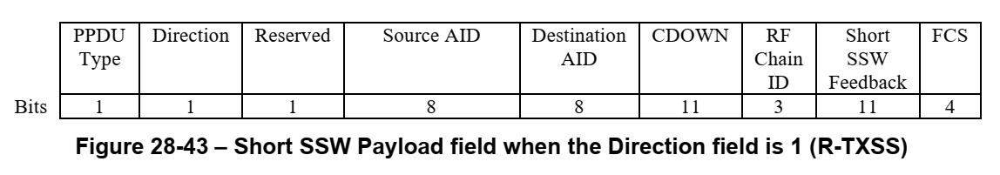 PPDU Type Direction Reserved Source AID Destination AID CDOWN RF Chain ID Short SSW Feedback FCS
Bits 1 1 1 8 8 11 3 11 4
Figure 28-43 – Short SSW Payload field when the Direction field is 1 (R-TXSS)